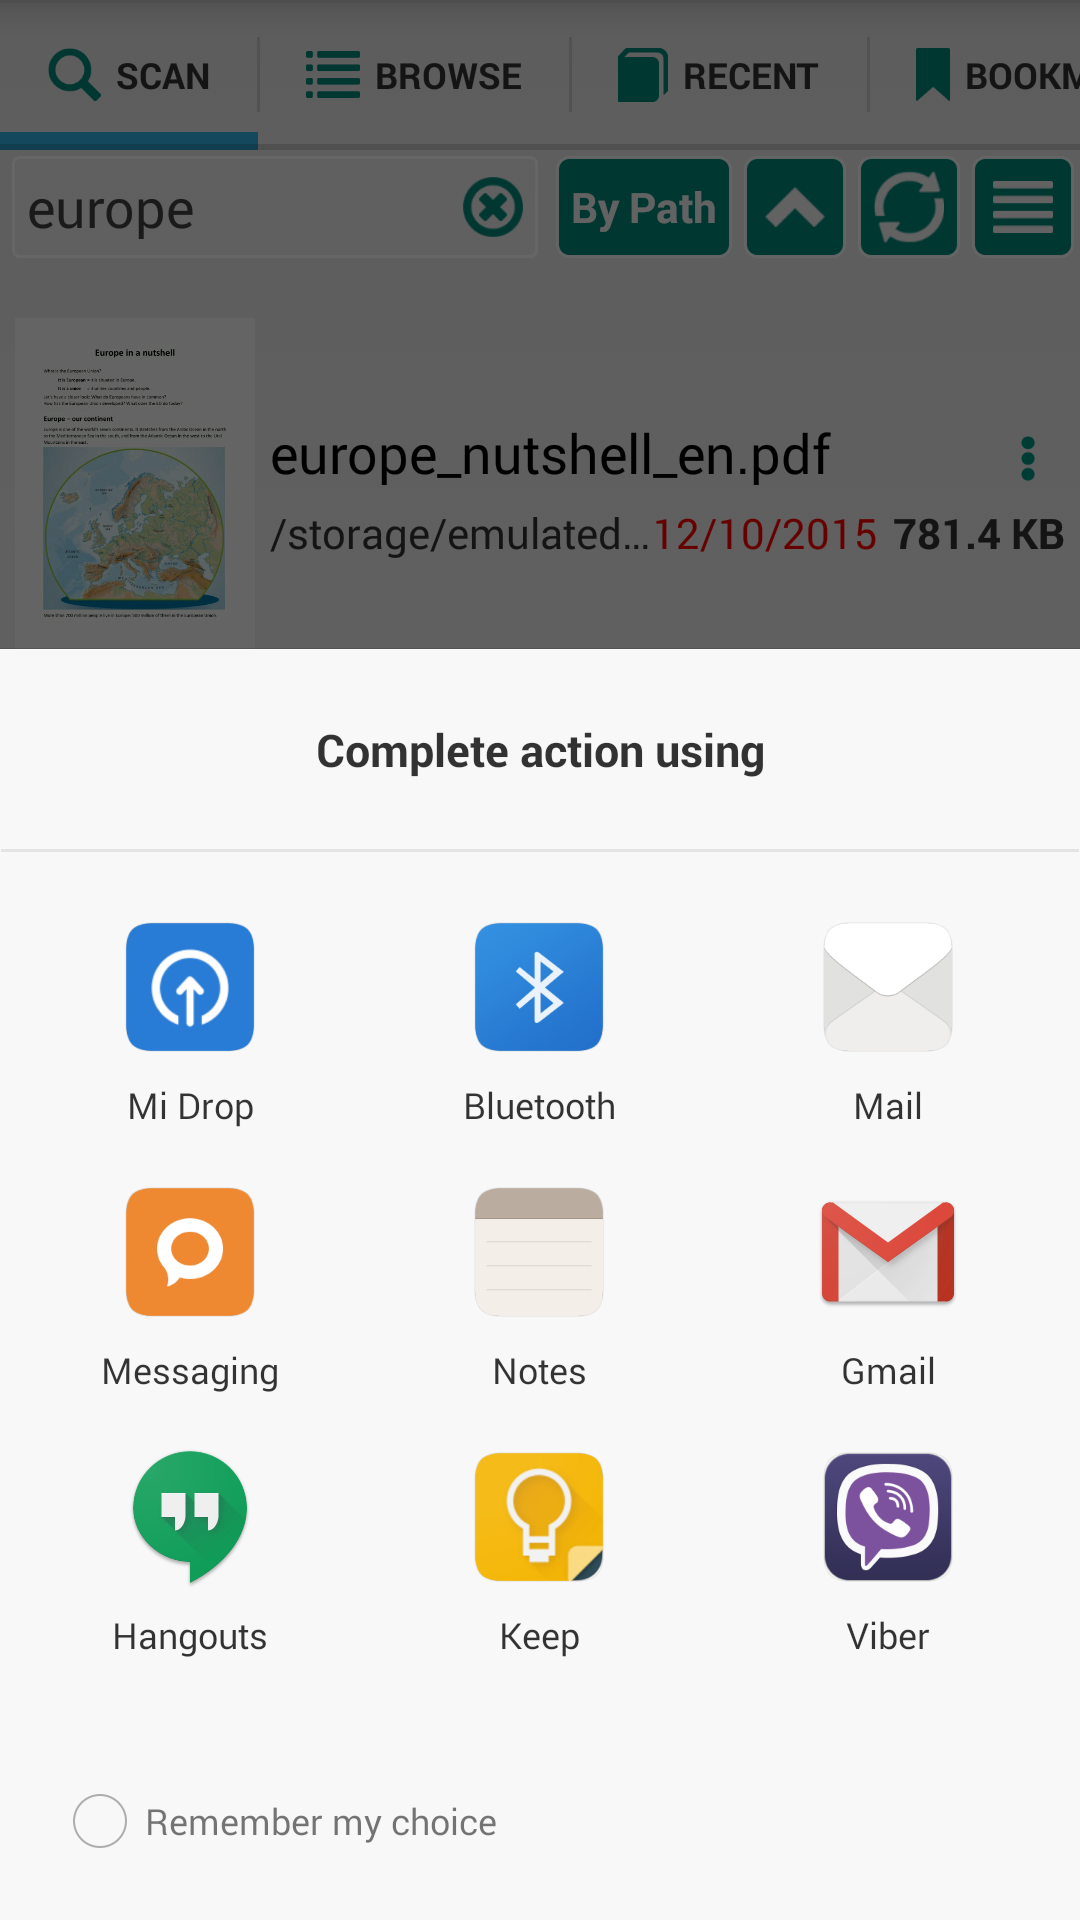 SCAN BROWSE RECENT BOOKM
europe By Path
Europe in a nutshell
Europe – our continent
europe_nutshell_en.pdf
/storage/emulated... 12/10/2015 781.4 KB
Complete action using
Mi Drop Bluetooth Mail
Messaging Notes Gmail
Hangouts Keep Viber
Remember my choice